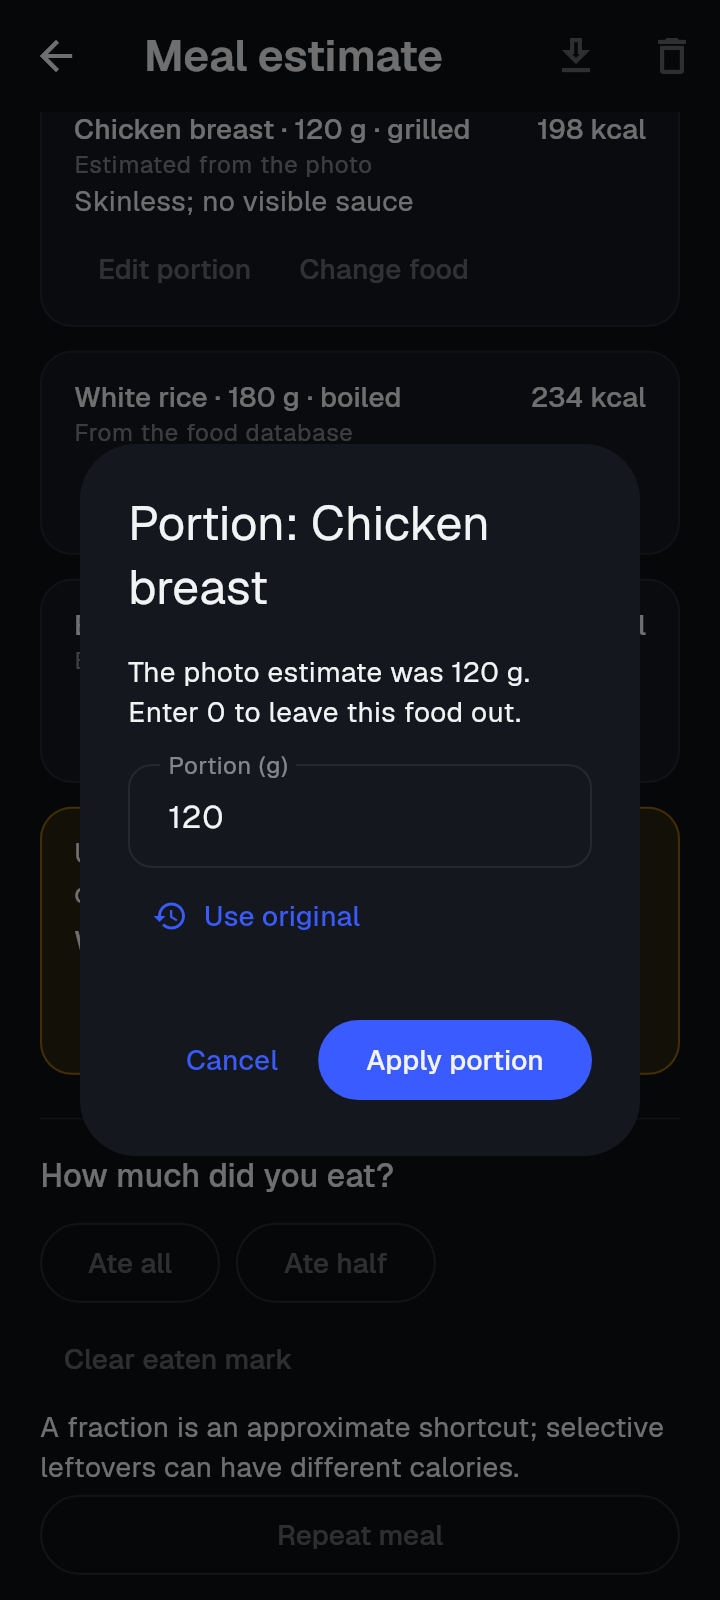 Meal estimate
Chicken breast · 120 g · grilled
198 kcal
Estimated from the photo
Skinless; no visible sauce
Edit portion
Change food
White rice · 180 g · boiled
234 kcal
From the food database
Portion: Chicken
breast
The photo estimate was 120 g.
Enter 0 to leave this food out.
Portion (g)
120
Use original
Cancel
Apply portion
How much did you eat?
Ate all
Ate half
Clear eaten mark
A fraction is an approximate shortcut; selective
leftovers can have different calories.
Repeat meal